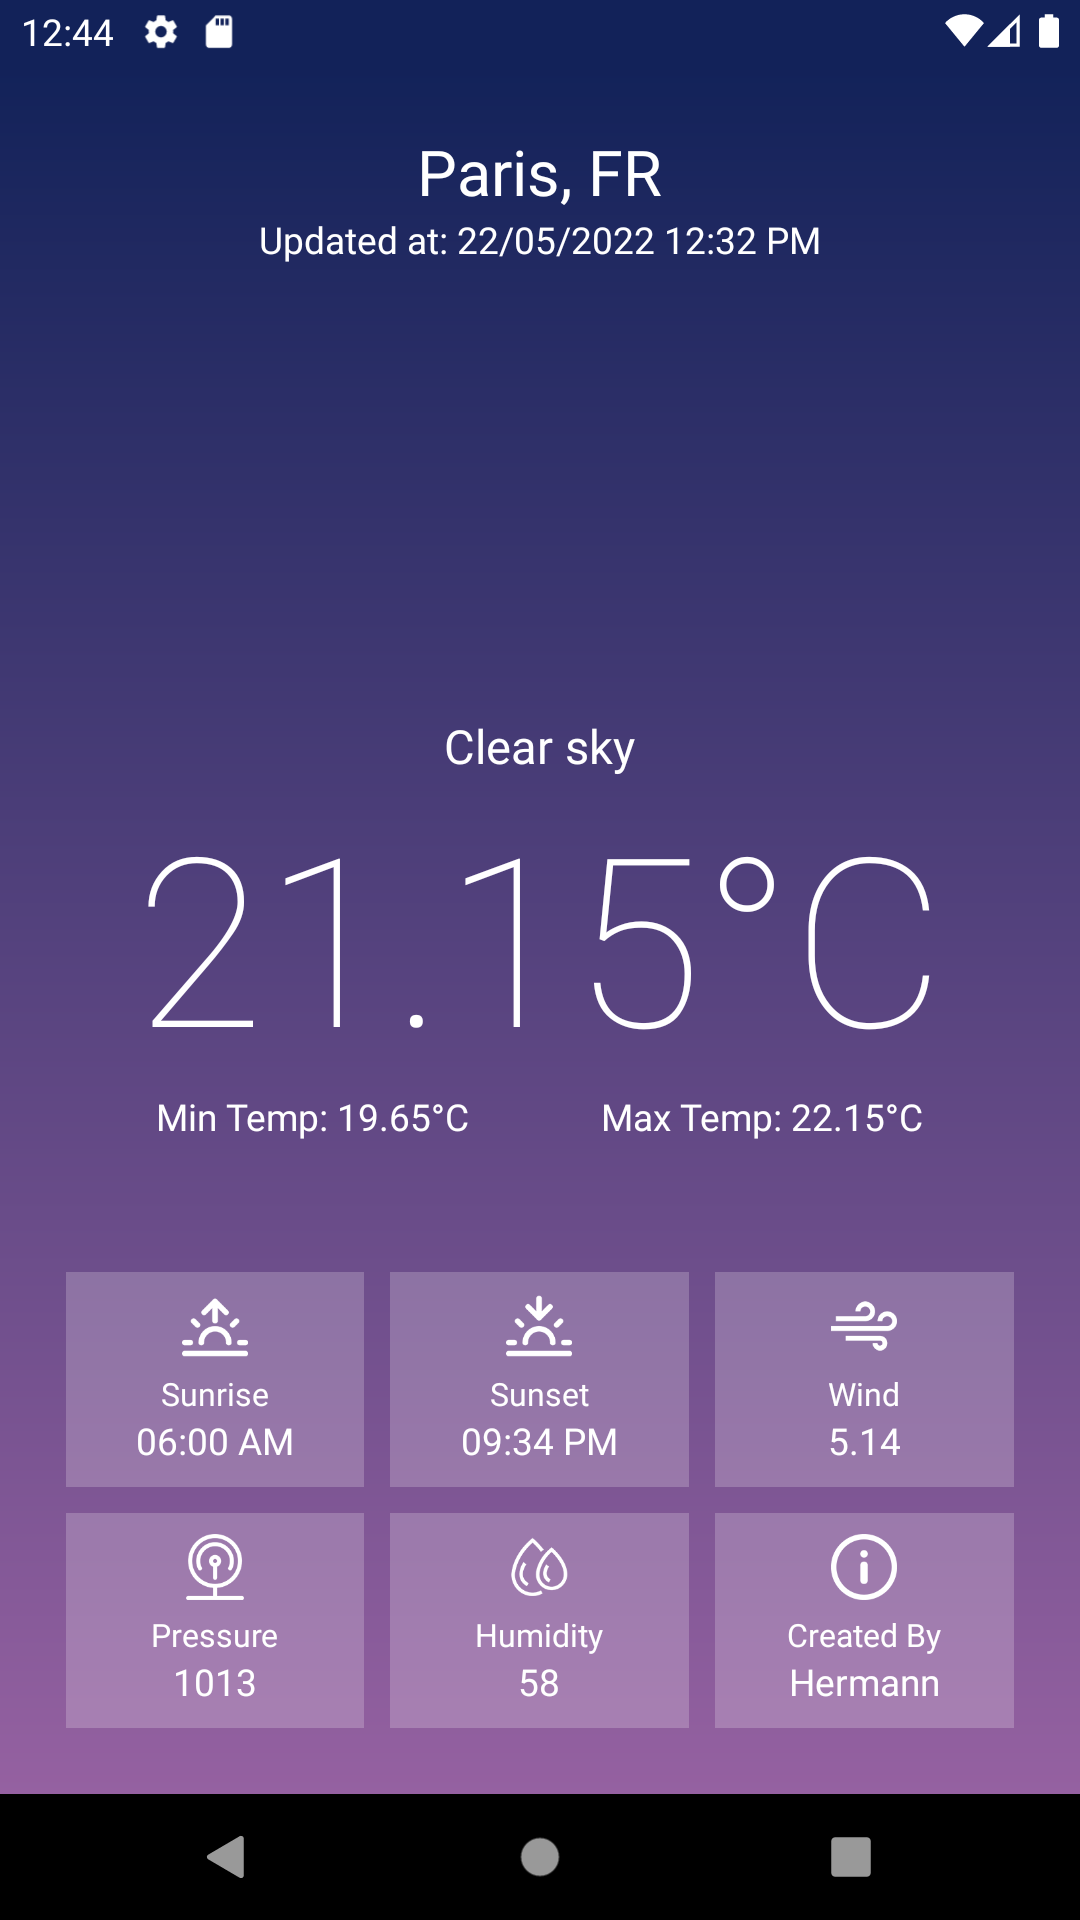 12:44
Paris, FR
Updated at: 22/05/2022 12:32 PM
Clear sky
21.15°C
Min Temp: 19.65°C
Max Temp: 22.15°C
Sunrise
06:00 AM
Sunset
09:34 PM
Wind
5.14
Pressure
1013
Humidity
58
Created By
Hermann